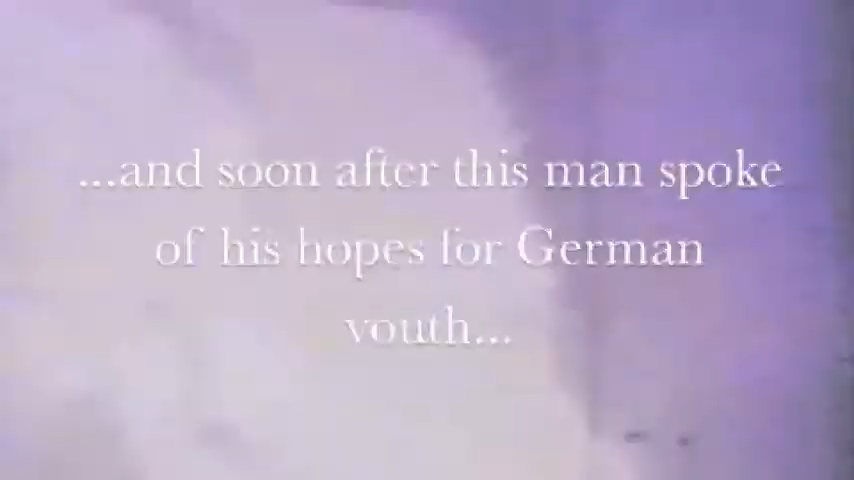 ...and soon after this man spoke
of his hopes for German
youth...